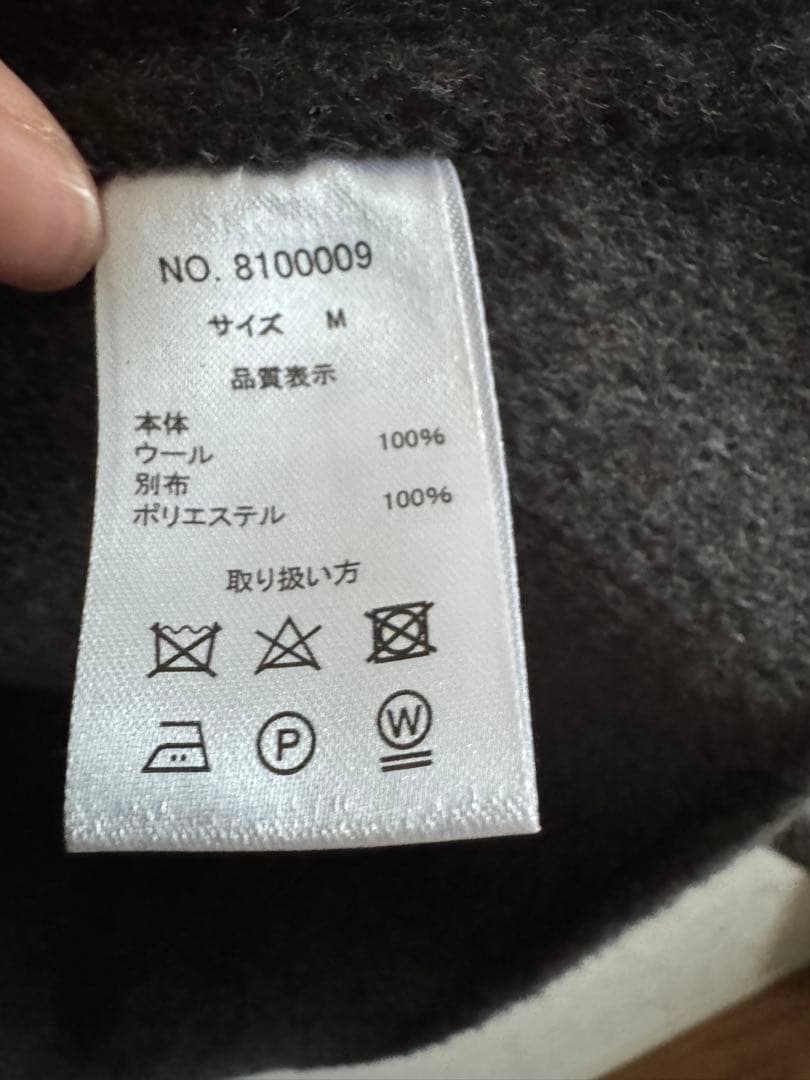 NO. 8100009
サイズ M
品質表示
本体
ウール 100%
別布
ポリエステル 100%
取り扱い方
P
W